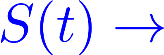 S(t) →